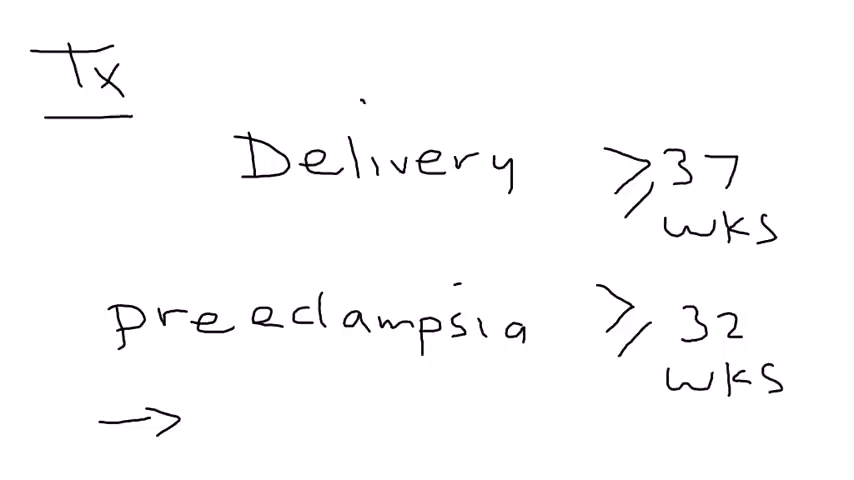 Tx
Delivery ≥ 37
wks
preeclampsia ≥ 32
wks
→